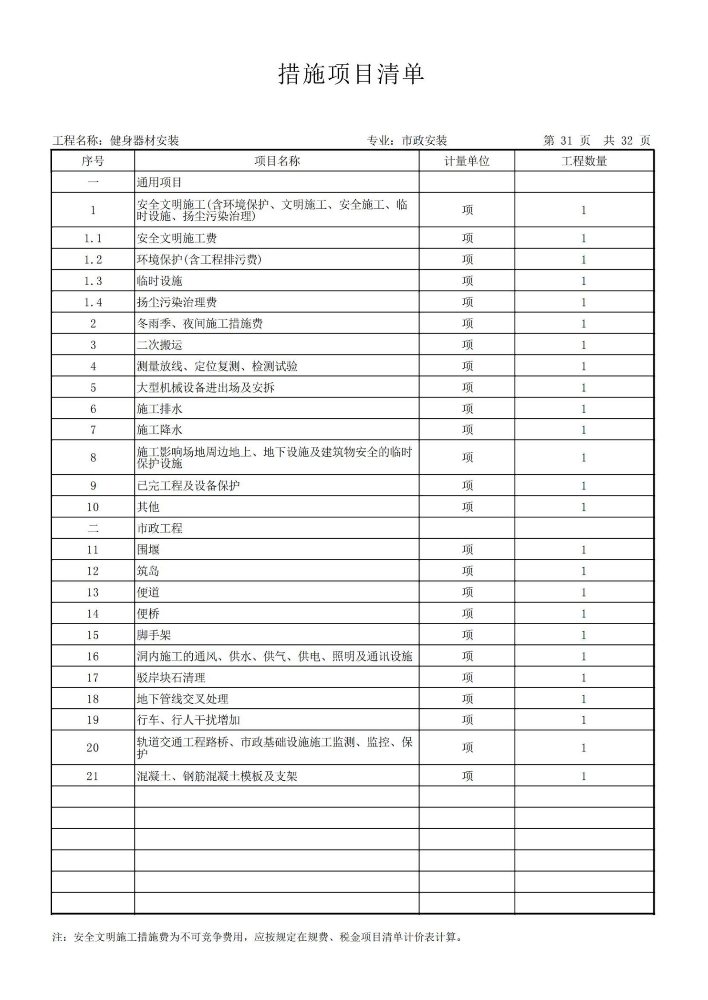 措施项目清单
工程名称：健身器材安装 专业：市政安装 第 31 页 共 32 页
序号 项目名称 计量单位 工程数量
一 通用项目
1 安全文明施工(含环境保护、文明施工、安全施工、临 项 1
时设施、扬尘污染治理)
1.1 安全文明施工费 项 1
1.2 环境保护(含工程排污费) 项 1
1.3 临时设施 项 1
1.4 扬尘污染治理费 项 1
2 冬雨季、夜间施工措施费 项 1
3 二次搬运 项 1
4 测量放线、定位复测、检测试验 项 1
5 大型机械设备进出场及安拆 项 1
6 施工排水 项 1
7 施工降水 项 1
8 施工影响场地周边地上、地下设施及建筑物安全的临时 项 1
保护设施
9 已完工程及设备保护 项 1
10 其他 项 1
二 市政工程
11 围堰 项 1
12 筑岛 项 1
13 便道 项 1
14 便桥 项 1
15 脚手架 项 1
16 洞内施工的通风、供水、供气、供电、照明及通讯设施 项 1
17 驳岸块石清理 项 1
18 地下管线交叉处理 项 1
19 行车、行人干扰增加 项 1
20 轨道交通工程路桥、市政基础设施施工监测、监控、保 项 1
护
21 混凝土、钢筋混凝土模板及支架 项 1
注：安全文明施工措施费为不可竞争费用，应按规定在规费、税金项目清单计价表计算。